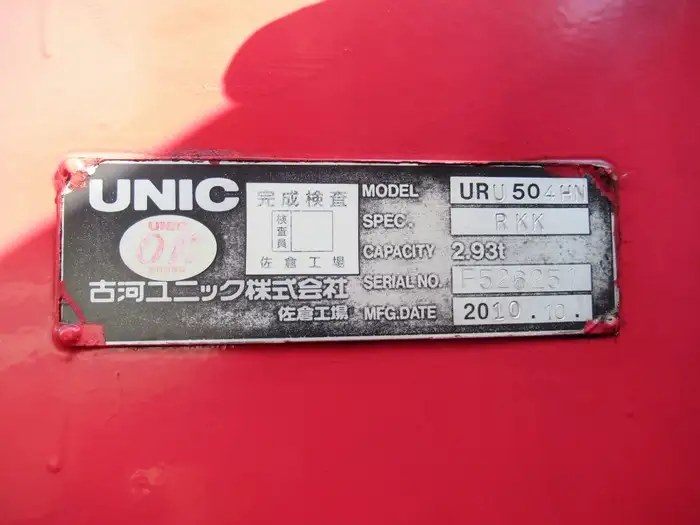 UNIC
UNIC
OK
完成検査
検査員
佐倉工場
古河ユニック株式会社
佐倉工場
MODEL URU504HN
SPEC. RKK
CAPACITY 2.93t
SERIAL NO.
MFG.DATE 2010.10.